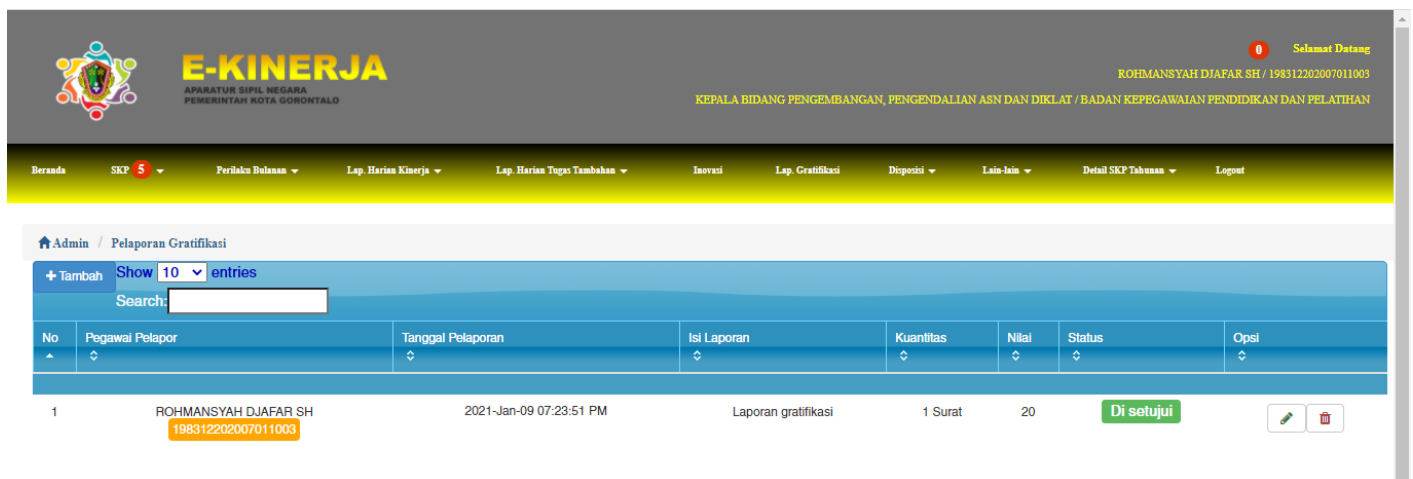 E-KINERJA
APARATUR SIPIL NEGARA
PEMERINTAH KOTA GORONTALO
0 Selamat Datang
ROHMANSYAH DJAFAR SH / 198312202007011003
KEPALA BIDANG PENGEMBANGAN, PENGENDALIAN ASN DAN DIKLAT / BADAN KEPEGAWAIAN PENDIDIKAN DAN PELATIHAN
Beranda SKP 5 Perilaku Bulanan Lap. Harian Kinerja Lap. Harian Tugas Tambahan Inovasi Lap. Gratifikasi Disposisi Lain-lain Detail SKP Tahunan Logout
Admin / Pelaporan Gratifikasi
+ Tambah Show 10 entries
Search:
No Pegawai Pelapor Tanggal Pelaporan Isi Laporan Kuantitas Nilai Status Opsi
1 ROHMANSYAH DJAFAR SH 2021-Jan-09 07:23:51 PM Laporan gratifikasi 1 Surat 20 Di setujui
198312202007011003